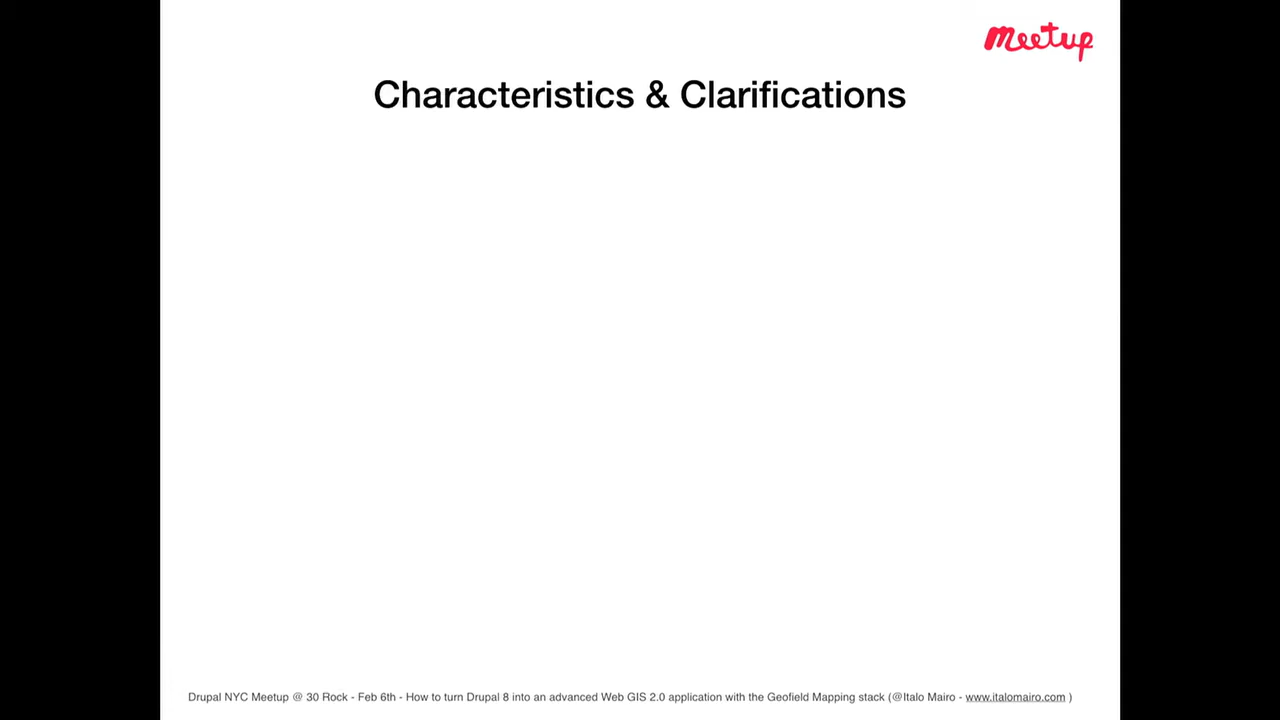 meetup
Characteristics & Clarifications
Drupal NYC Meetup @ 30 Rock - Feb 6th - How to turn Drupal 8 into an advanced Web GIS 2.0 application with the Geofield Mapping stack (@Italo Mairo - www.italomairo.com )